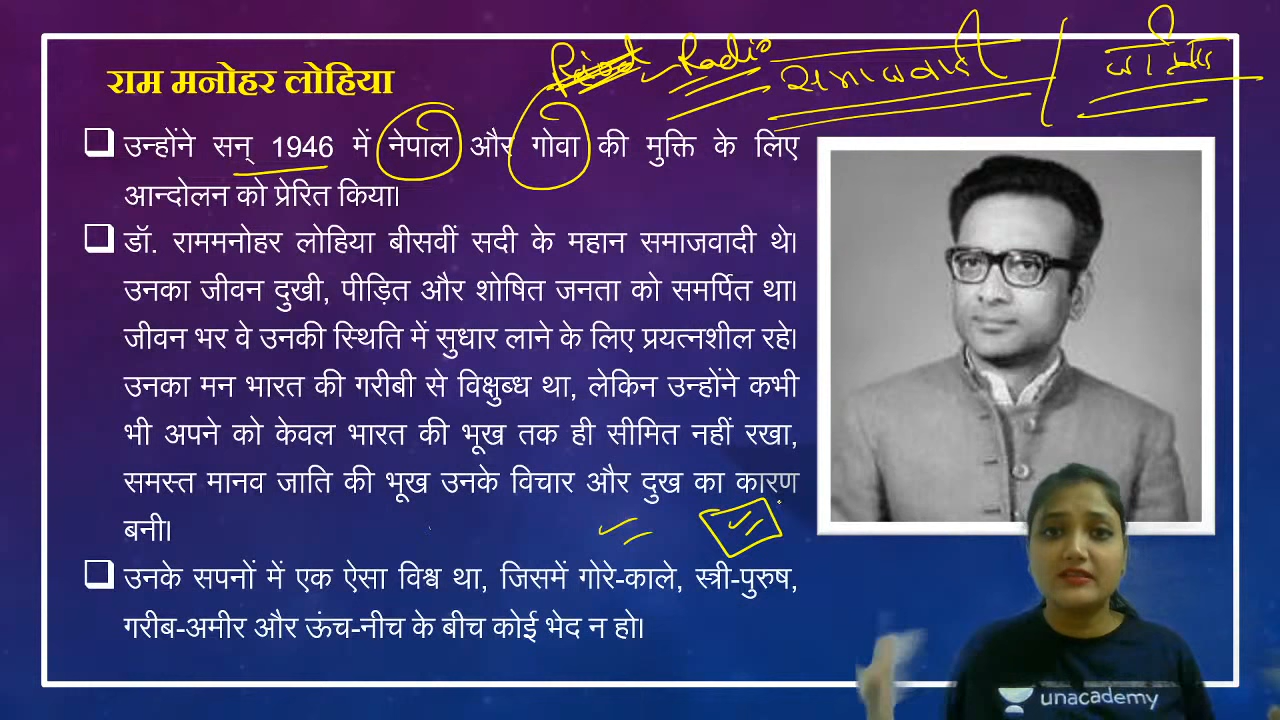 Radio समाजवादी /
राम मनोहर लोहिया
उन्होंने सन् 1946 में नेपाल और गोवा की मुक्ति के लिए
आन्दोलन को प्रेरित किया।
डॉ. राममनोहर लोहिया बीसवीं सदी के महान समाजवादी थे।
उनका जीवन दुखी, पीड़ित और शोषित जनता को समर्पित था।
जीवन भर वे उनकी स्थिति में सुधार लाने के लिए प्रयत्नशील रहे।
उनका मन भारत की गरीबी से विक्षुब्ध था, लेकिन उन्होंने कभी
भी अपने को केवल भारत की भूख तक ही सीमित नहीं रखा,
समस्त मानव जाति की भूख उनके विचार और दुख का कारण
बनी।
उनके सपनों में एक ऐसा विश्व था, जिसमें गोरे-काले, स्त्री-पुरुष,
गरीब-अमीर और ऊंच-नीच के बीच कोई भेद न हो।
unacademy